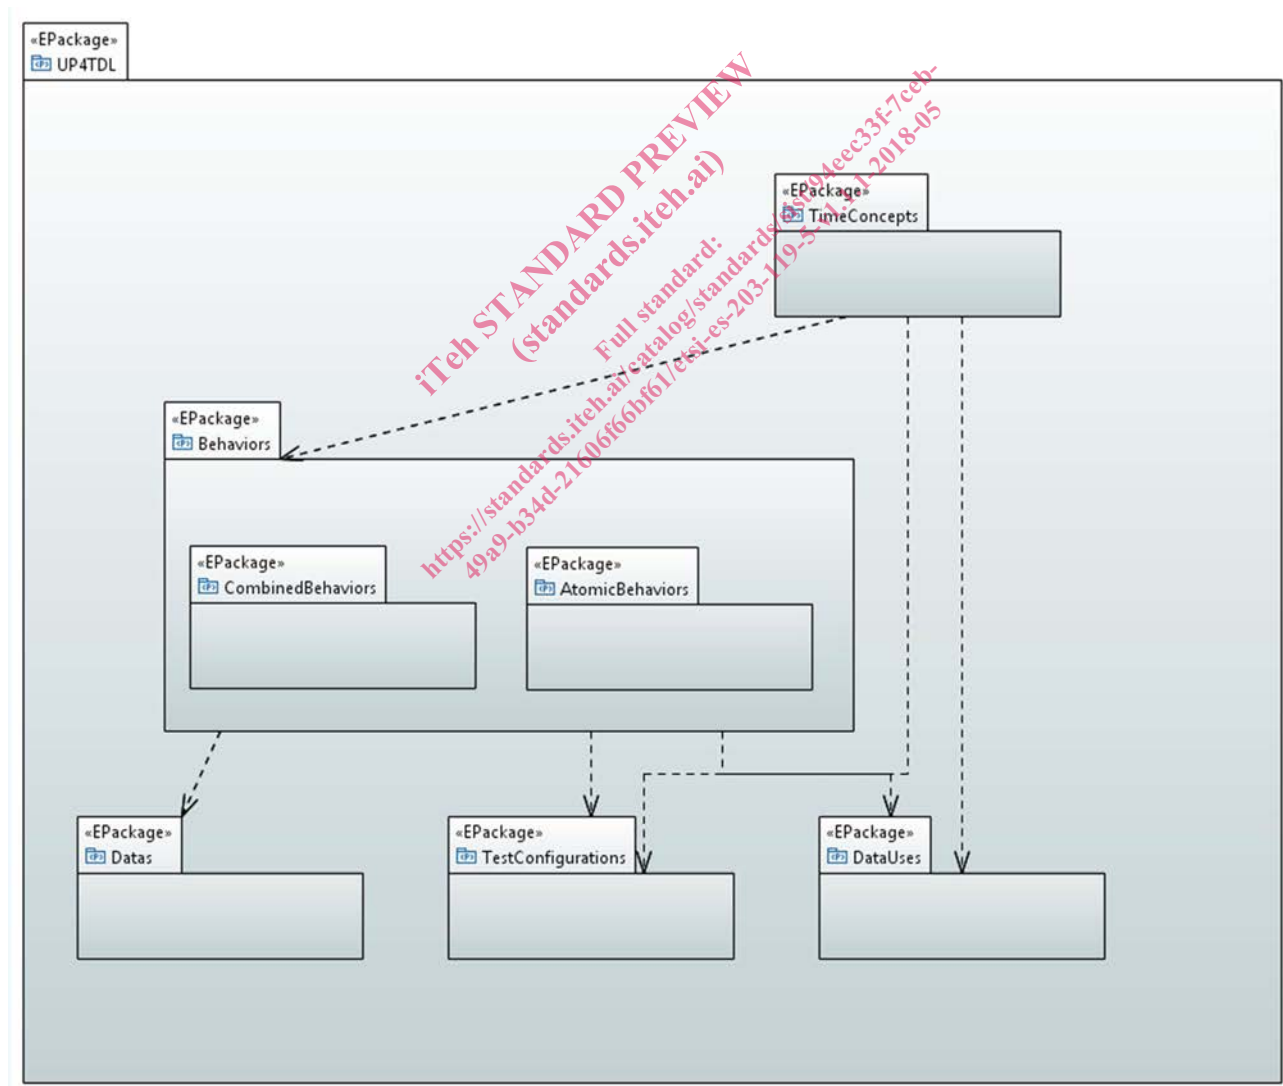 «EPackage»
UP4TDL
iTeh STANDARD PREVIEW
(standards.iteh.ai)
Full standard:
https://standards.iteh.ai/catalog/standards/sist/94eec33f-7ceb-
49a9-b34d-21606f66bf61/etsi-es-203-119-5-v1.1.1-2018-05
«EPackage»
TimeConcepts
«EPackage»
Behaviors
«EPackage»
CombinedBehaviors
«EPackage»
AtomicBehaviors
«EPackage»
Datas
«EPackage»
TestConfigurations
«EPackage»
DataUses